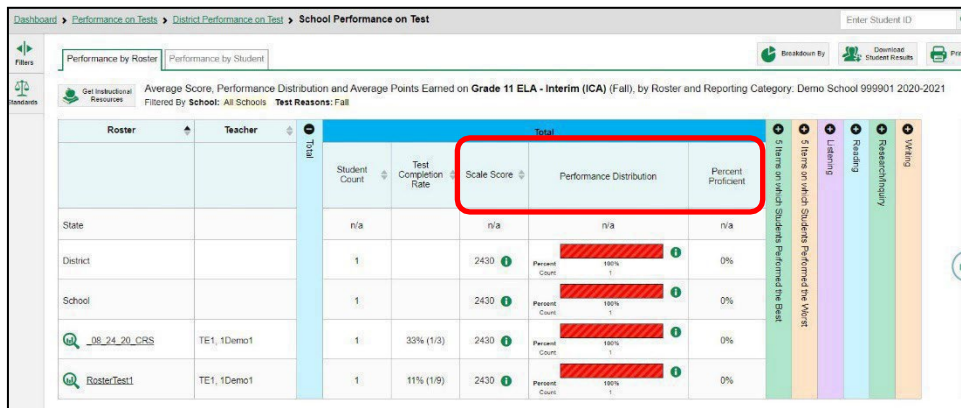 Dashboard > Performance on Tests > District Performance on Test > School Performance on Test
Enter Student ID
Filters
Standards
Performance by Roster
Performance by Student
Breakdown By
Download
Student Results
Get Instructional
Resources
Average Score, Performance Distribution and Average Points Earned on Grade 11 ELA - Interim (ICA) (Fall), by Roster and Reporting Category: Demo School 999901 2020-2021
Filtered By School: All Schools Test Reasons: Fall
Roster Teacher Total Total
Student
Count
Test
Completion
Rate
Scale Score
Performance Distribution
Percent
Proficient
5 Items on which Students Performed the Best
5 Items on which Students Performed the Worst
Listening
Reading
Research/Inquiry
Writing
State n/a n/a n/a n/a
District 1 2430 0%
Percent 100%
Count 1
School 1 2430 0%
Percent 100%
Count 1
_08_24_20_CRS TE1, 1Demo1 1 33% (1/3) 2430 0%
Percent 100%
Count 1
RosterTest1 TE1, 1Demo1 1 11% (1/9) 2430 0%
Percent 100%
Count 1